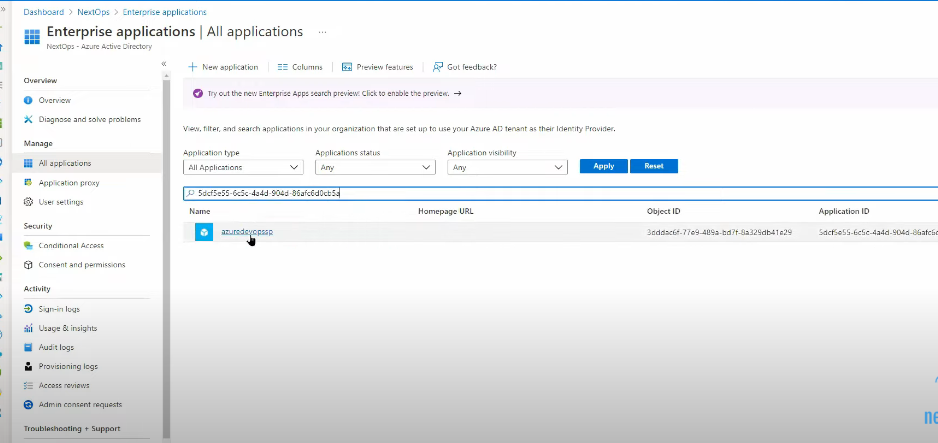 Dashboard > NextOps > Enterprise applications
Enterprise applications | All applications ...
NextOps - Azure Active Directory
Overview
Overview
Diagnose and solve problems
Manage
All applications
Application proxy
User settings
Security
Conditional Access
Consent and permissions
Activity
Sign-in logs
Usage & insights
Audit logs
Provisioning logs
Access reviews
Admin consent requests
Troubleshooting + Support
New application Columns Preview features Got feedback?
Try out the new Enterprise Apps search preview! Click to enable the preview. →
View, filter, and search applications in your organization that are set up to use your Azure AD tenant as their Identity Provider.
Application type Applications status Application visibility
All Applications Any Any Apply Reset
5dcf5e55-6c5c-4a4d-904d-86afc6d0cb5a
Name Homepage URL Object ID Application ID
azuredevopssp 3dddac6f-77e9-489a-bd7f-8a329db41e29 5dcf5e55-6c5c-4a4d-904d-86afc6d
ne